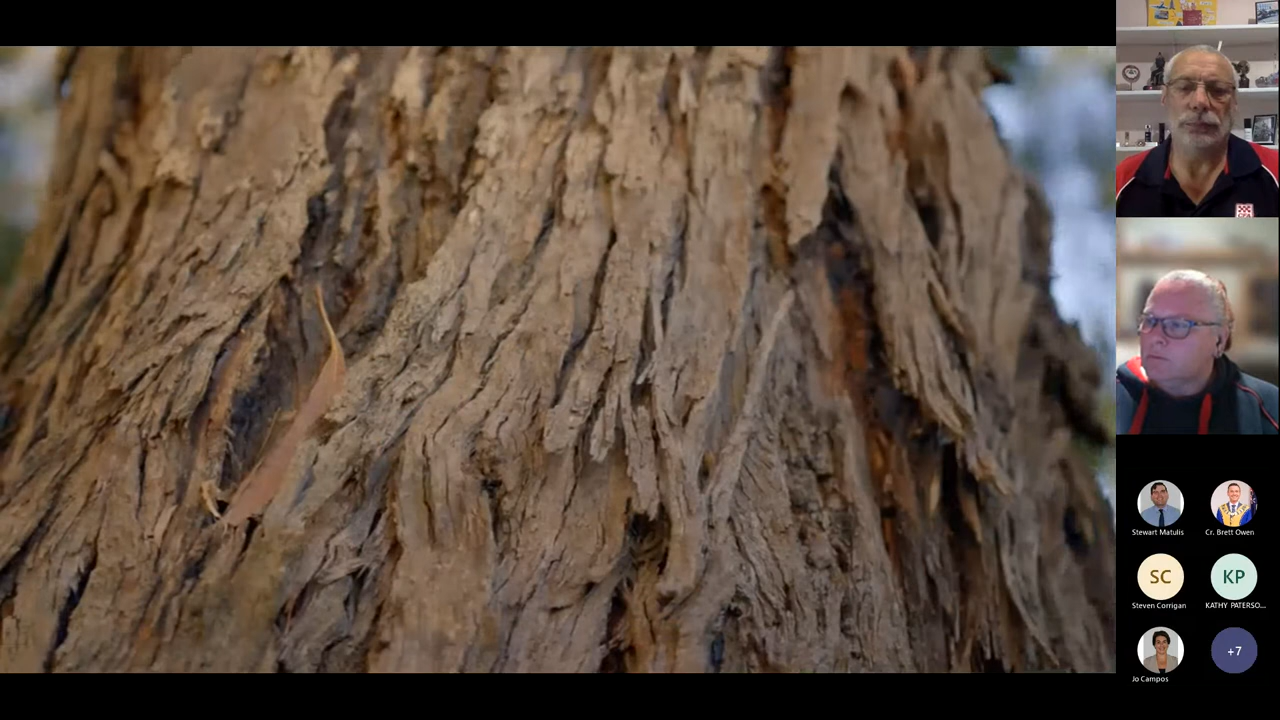 Stewart Matulis
Cr. Brett Owen
SC
KP
Steven Corrigan
KATHY PATERSO...
+7
Jo Campos